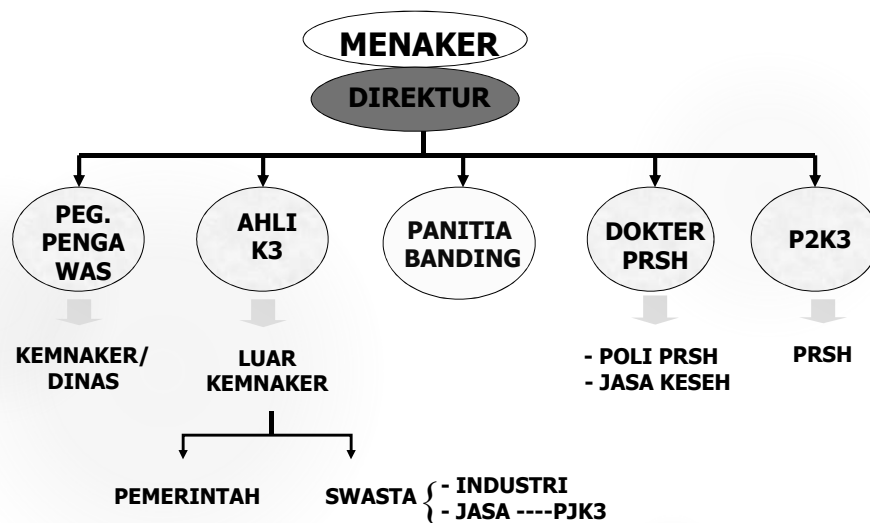 MENAKER
DIREKTUR
PEG.
PENGA
WAS
AHLI
K3
PANITIA
BANDING
DOKTER
PRSH
P2K3
KEMNAKER/
DINAS
LUAR
KEMNAKER
- POLI PRSH
- JASA KESEH
PRSH
PEMERINTAH
SWASTA
- INDUSTRI
- JASA ----PJK3